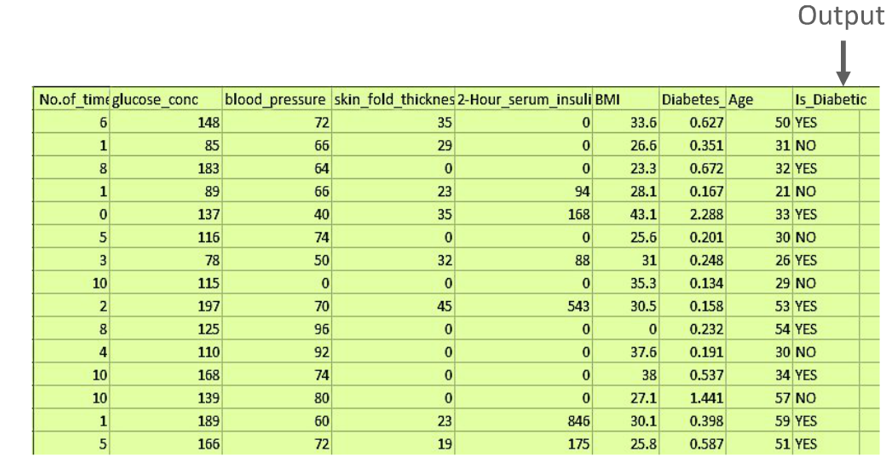 Output
No.of_time glucose_conc blood_pressure skin_fold_thicknes 2-Hour_serum_insuli BMI Diabetes_ Age Is_Diabetic
6 148 72 35 0 33.6 0.627 50 YES
1 85 66 29 0 26.6 0.351 31 NO
8 183 64 0 0 23.3 0.672 32 YES
1 89 66 23 94 28.1 0.167 21 NO
0 137 40 35 168 43.1 2.288 33 YES
5 116 74 0 0 25.6 0.201 30 NO
3 78 50 32 88 31 0.248 26 YES
10 115 0 0 0 35.3 0.134 29 NO
2 197 70 45 543 30.5 0.158 53 YES
8 125 96 0 0 0 0.232 54 YES
4 110 92 0 0 37.6 0.191 30 NO
10 168 74 0 0 38 0.537 34 YES
10 139 80 0 0 27.1 1.441 57 NO
1 189 60 23 846 30.1 0.398 59 YES
5 166 72 19 175 25.8 0.587 51 YES